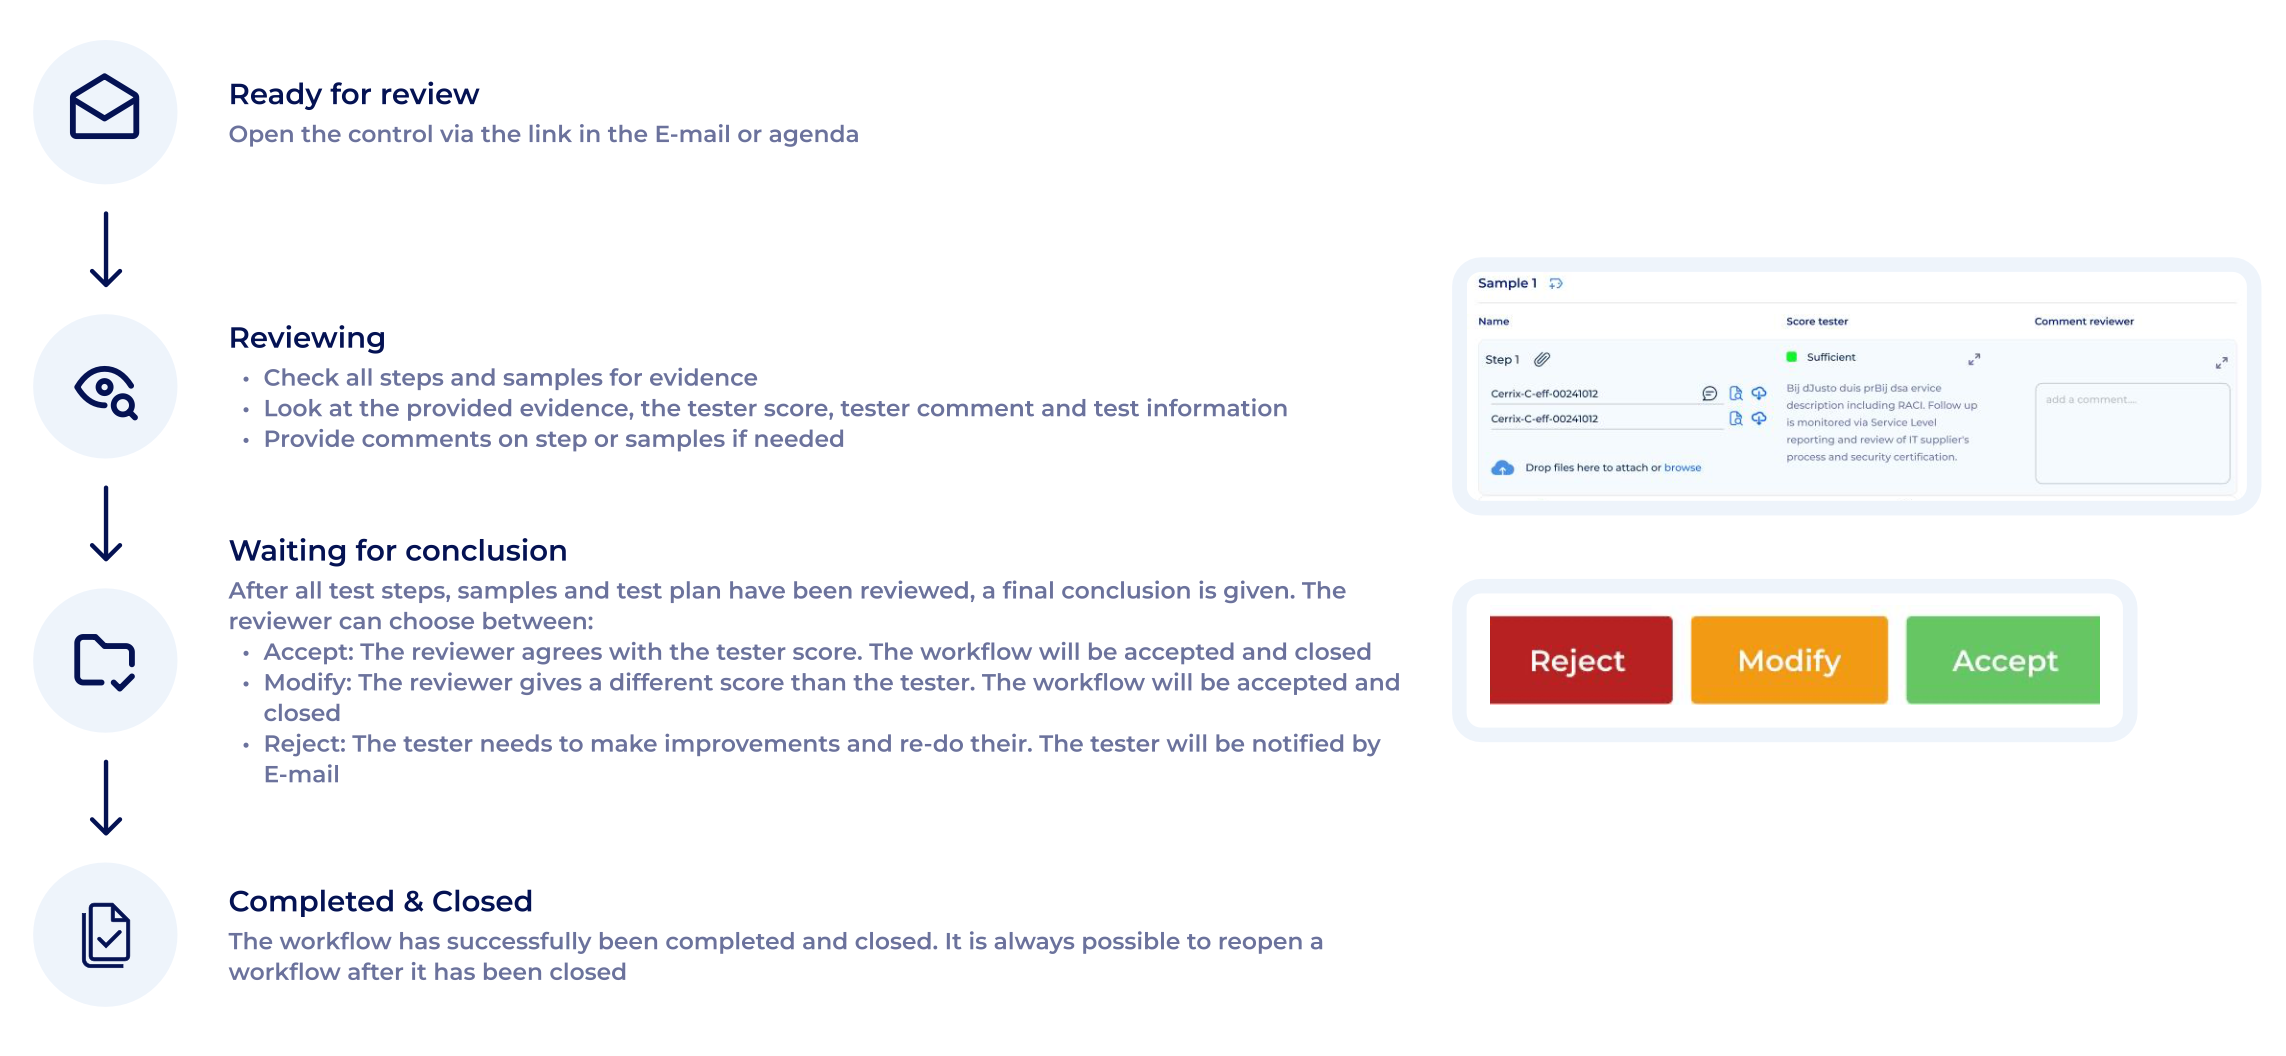 Ready for review
Open the control via the link in the E-mail or agenda
Reviewing
• Check all steps and samples for evidence
• Look at the provided evidence, the tester score, tester comment and test information
• Provide comments on step or samples if needed
Sample 1
Name
Score tester
Comment reviewer
Step 1
Sufficient
Cerrix-C-eff-00241012
Cerrix-C-eff-00241012
Drop files here to attach or browse
Bij dJusto duis prBij dsa ervice
description including RACI. Follow up
is monitored via Service Level
reporting and review of IT supplier's
process and security certification.
add a comment....
Waiting for conclusion
After all test steps, samples and test plan have been reviewed, a final conclusion is given. The
reviewer can choose between:
• Accept: The reviewer agrees with the tester score. The workflow will be accepted and closed
• Modify: The reviewer gives a different score than the tester. The workflow will be accepted and
closed
• Reject: The tester needs to make improvements and re-do their. The tester will be notified by
E-mail
Reject
Modify
Accept
Completed & Closed
The workflow has successfully been completed and closed. It is always possible to reopen a
workflow after it has been closed